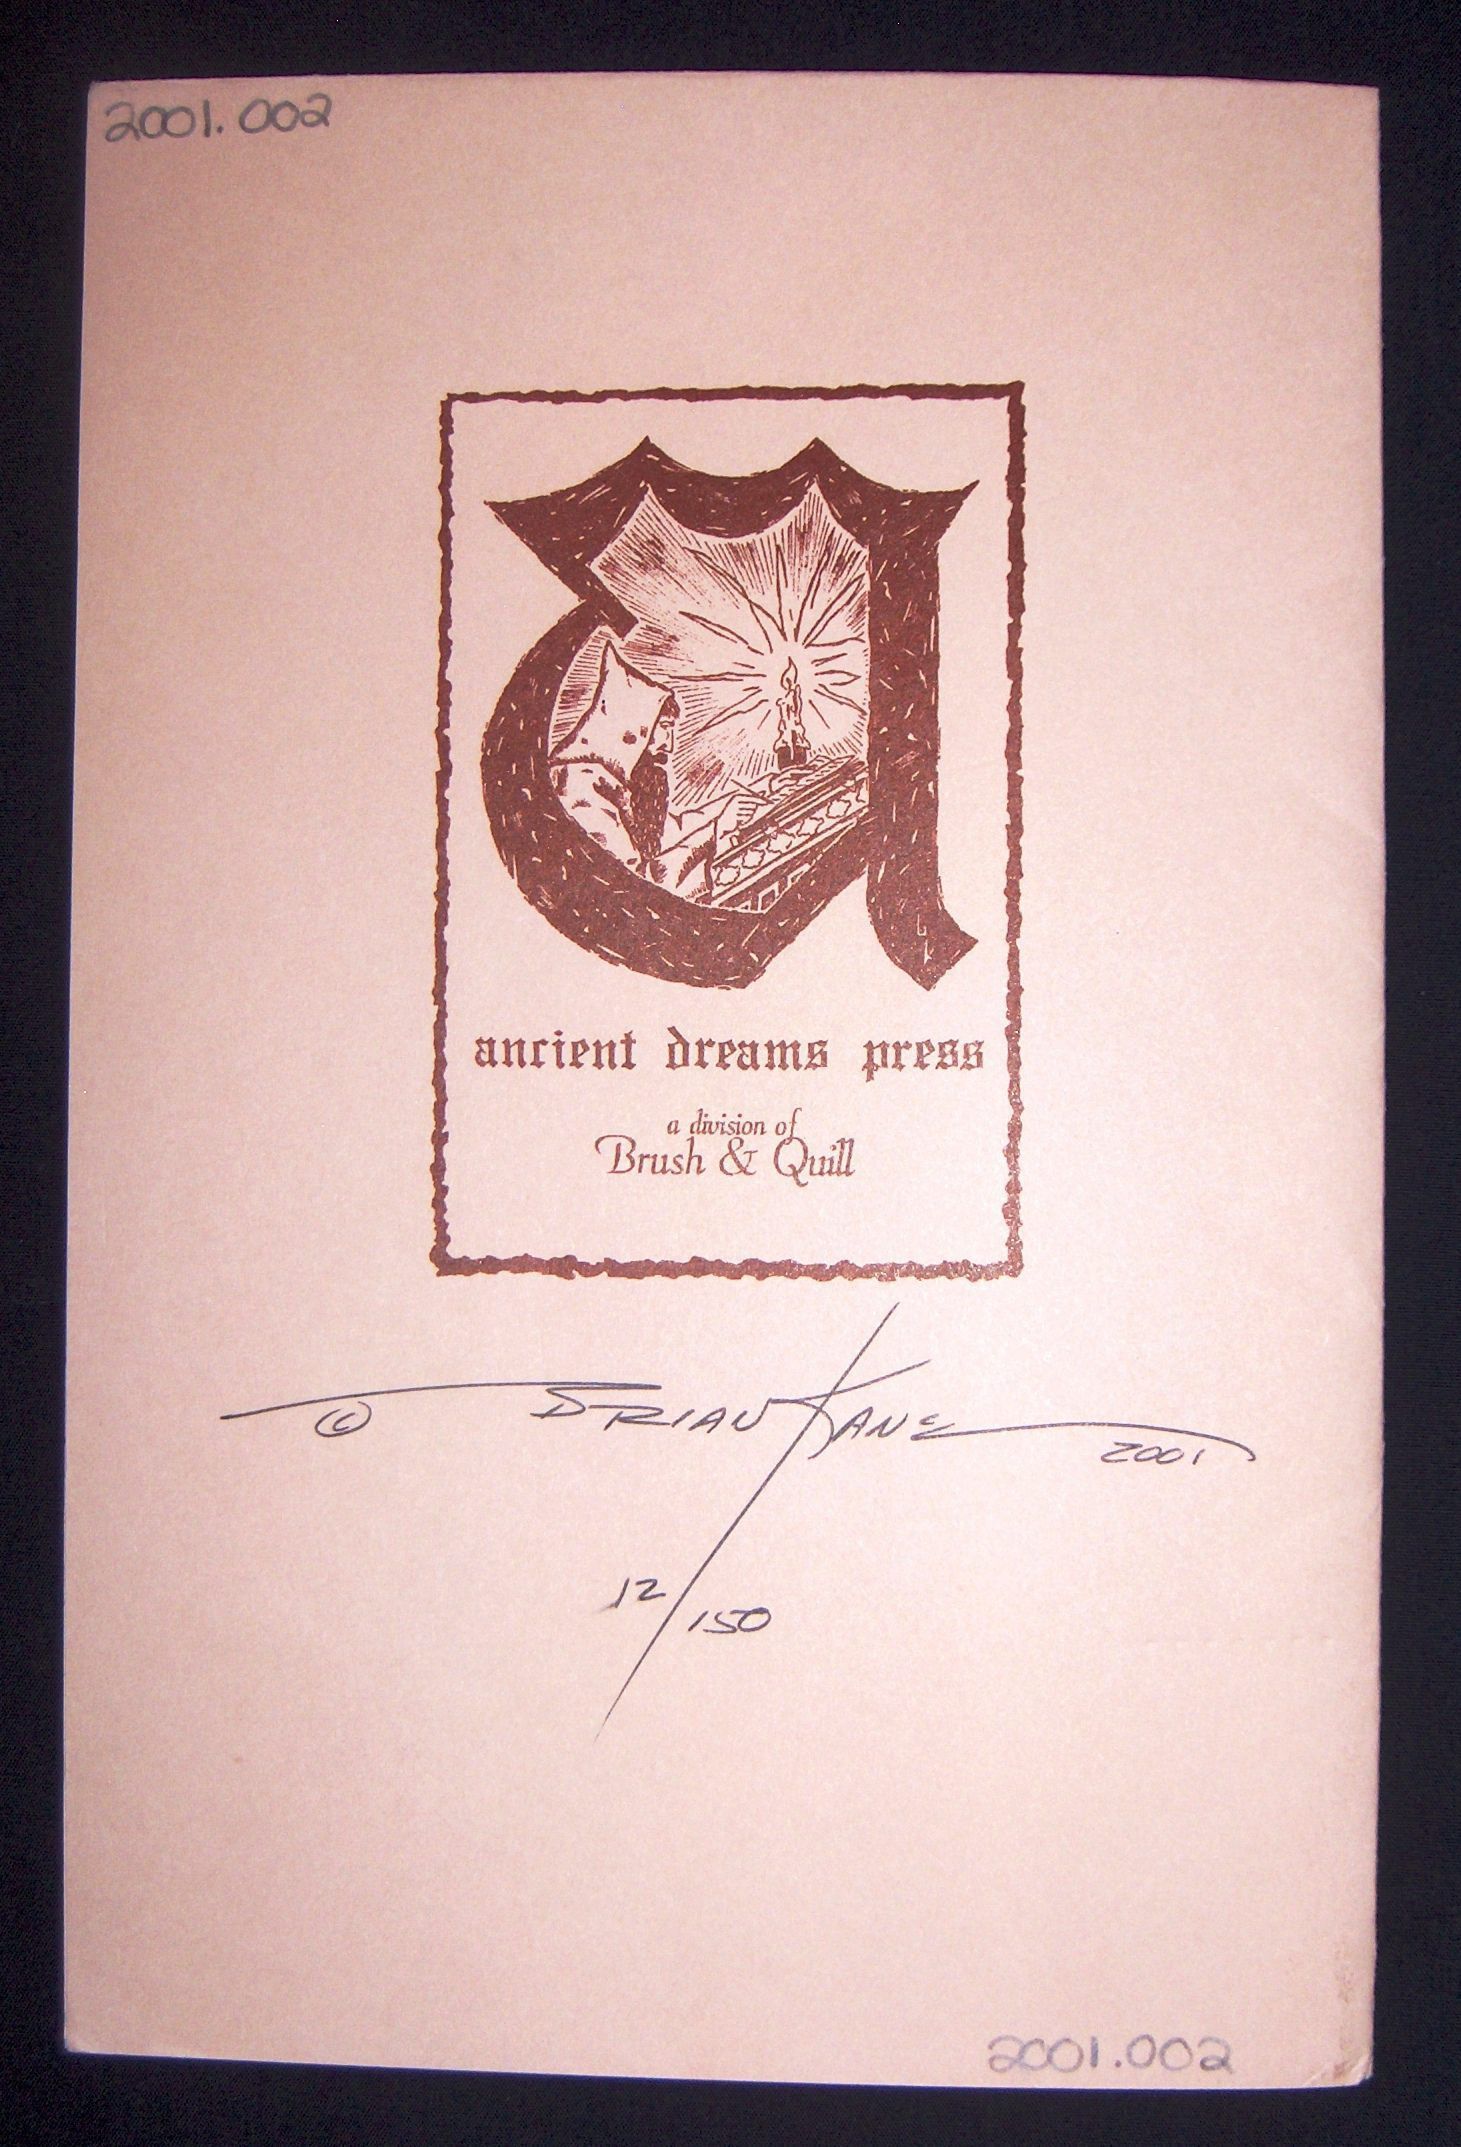 2001.002
a
ancient dreams press
a division of
Brush & Quill
© Brian Kane 2001
12/150
2001.002